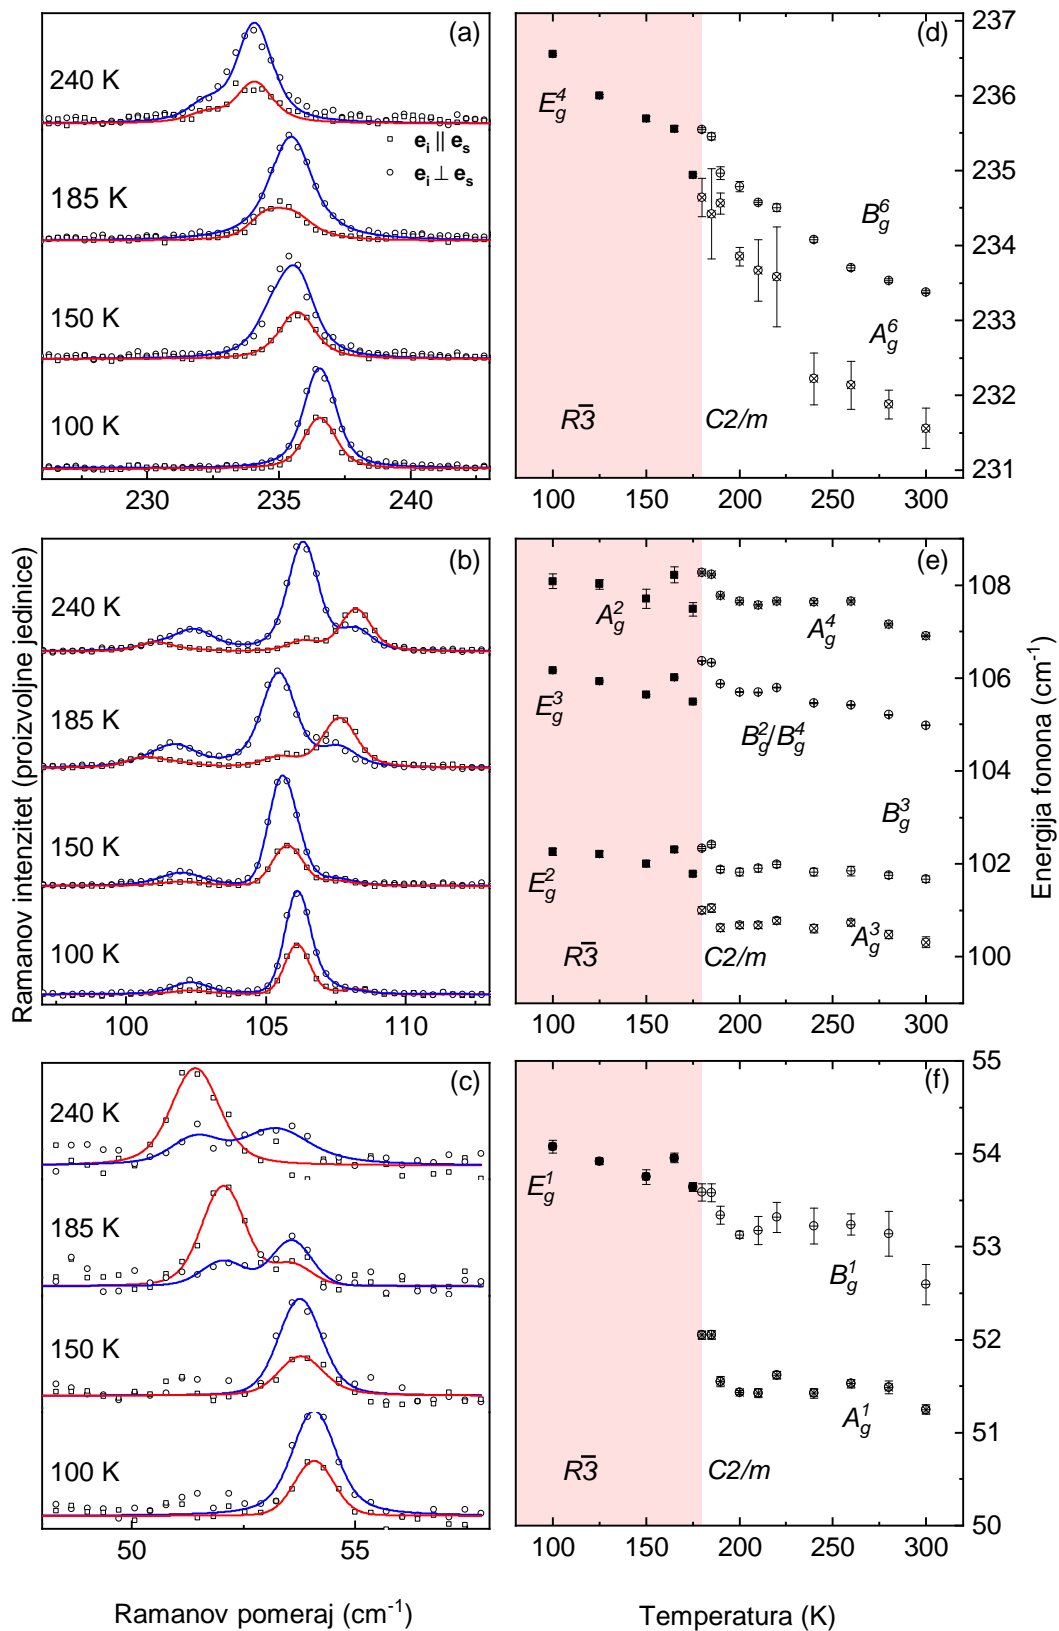 (a)
240 K
e_i || e_s
e_i ⊥ e_s
185 K
150 K
100 K
230 235 240
(b)
240 K
185 K
150 K
100 K
100 105 110
(c)
240 K
185 K
150 K
100 K
50 55
Ramanov intenzitet (proizvoljne jedinice)
Ramanov pomeraj (cm⁻¹)
(d)
237
236
235
234
233
232
231
E_g^4
B_g^6
A_g^6
R3̅ C2/m
100 150 200 250 300
(e)
108
106
104
102
100
A_g^2
A_g^4
E_g^3
B_g^2/B_g^4
B_g^3
E_g^2
A_g^3
R3̅ C2/m
100 150 200 250 300
(f)
55
54
53
52
51
50
E_g^1
B_g^1
A_g^1
R3̅ C2/m
100 150 200 250 300
Energija fonona (cm⁻¹)
Temperatura (K)